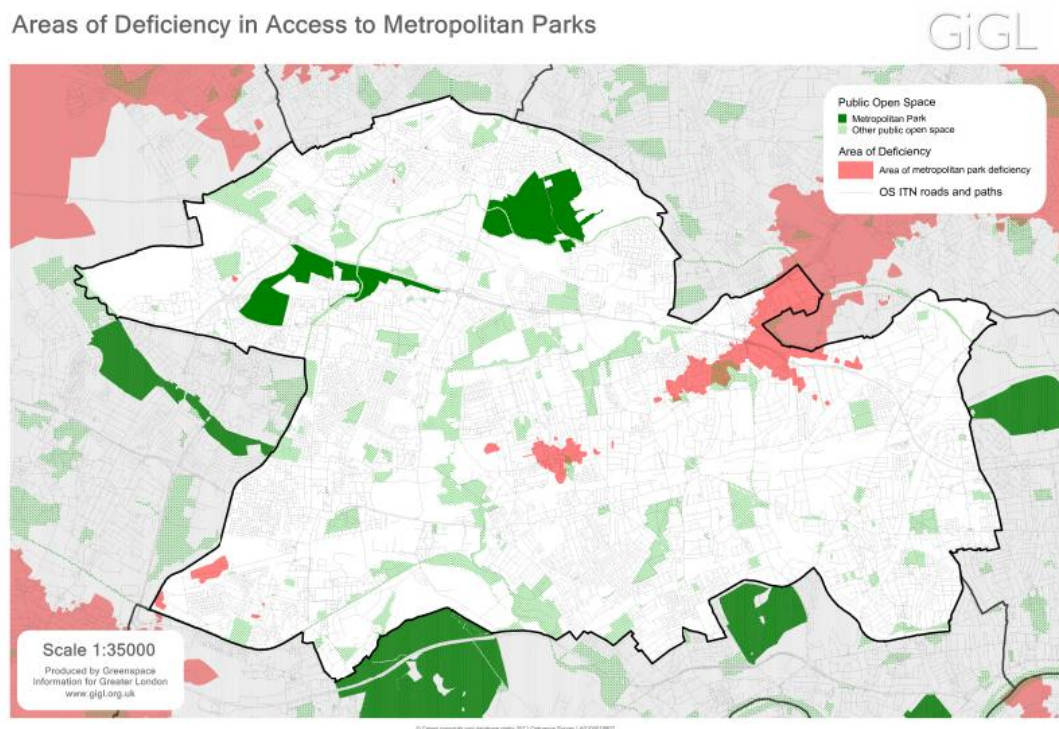 Areas of Deficiency in Access to Metropolitan Parks
GiGL
Public Open Space
Metropolitan Park
Other public open space
Area of Deficiency
Area of metropolitan park deficiency
OS ITN roads and paths
Scale 1:35000
Produced by Greenspace
Information for Greater London
www.gigl.org.uk